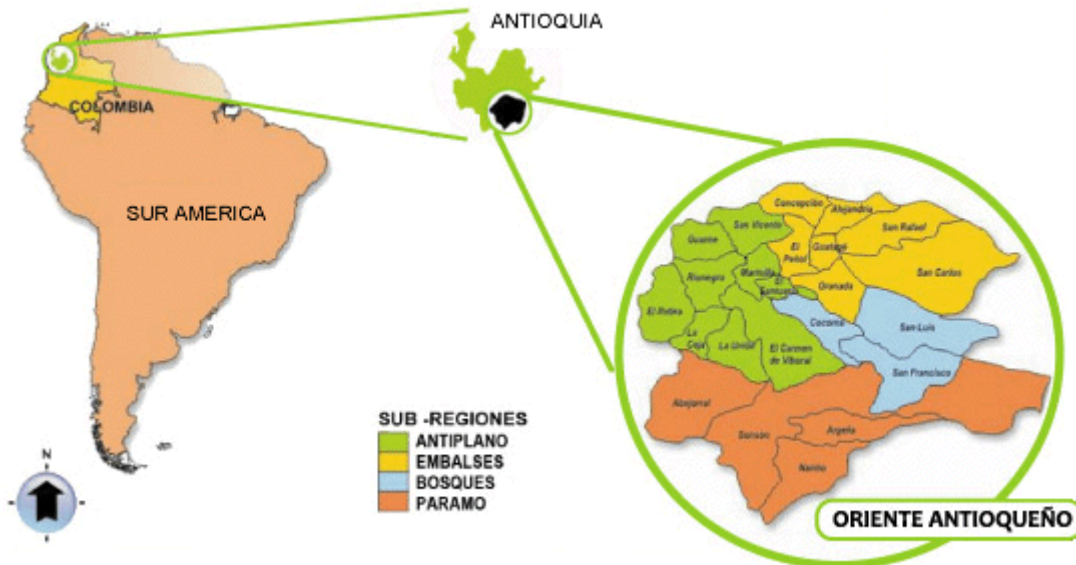 ANTIOQUIA
COLOMBIA
SUR AMERICA
N
SUB -REGIONES
ANTIPLANO
EMBALSES
BOSQUES
PARAMO
Concepción
Alejandría
San Vicente
San Rafael
Guarne
El
Peñol
Guatapé
San Carlos
Marinilla
Rionegro
El
Santuario
Granada
El Retiro
Cocorná
San Luis
La
Ceja
La Unión
El Carmen
de Viboral
San Francisco
Abejorral
Sonsón
Argelia
Nariño
ORIENTE ANTIOQUEÑO